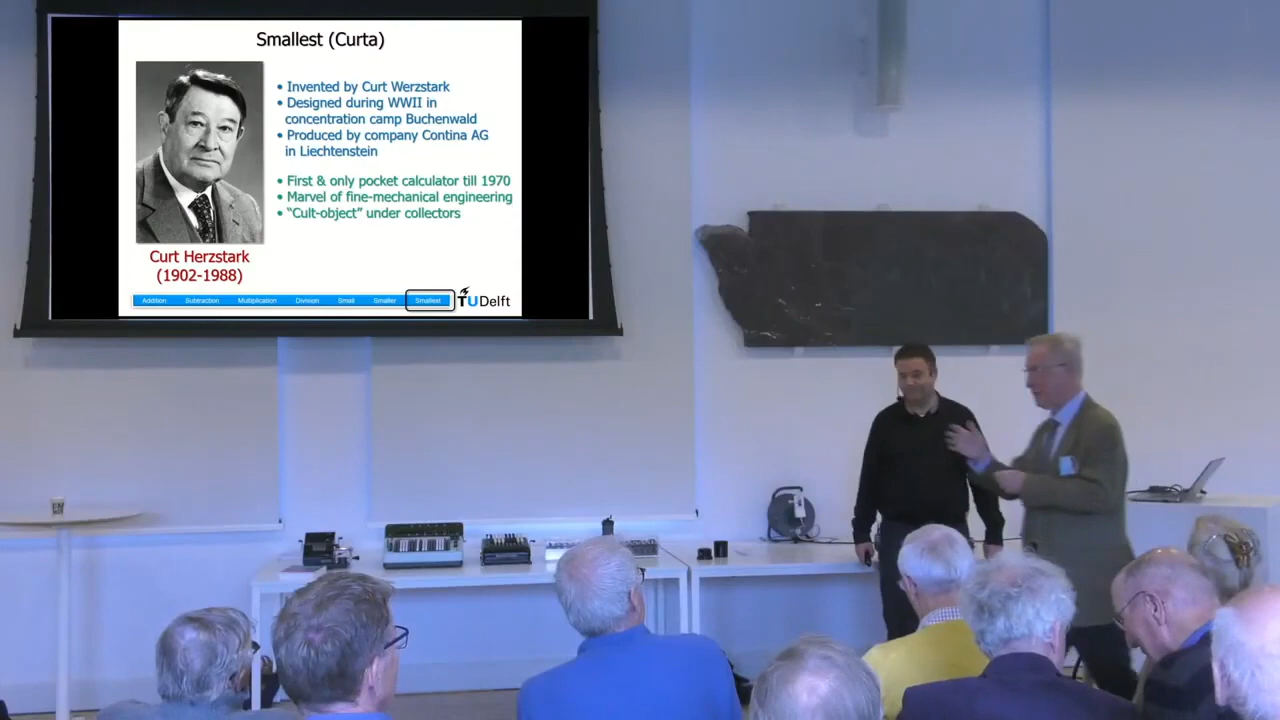 Smallest (Curta)
• Invented by Curt Werzstark
• Designed during WWII in
concentration camp Buchenwald
• Produced by company Contina AG
in Liechtenstein
• First & only pocket calculator till 1970
• Marvel of fine-mechanical engineering
• “Cult-object” under collectors
Curt Herzstark
(1902-1988)
Addition Subtraction Multiplication Division Small Smaller Smallest
TUDelft